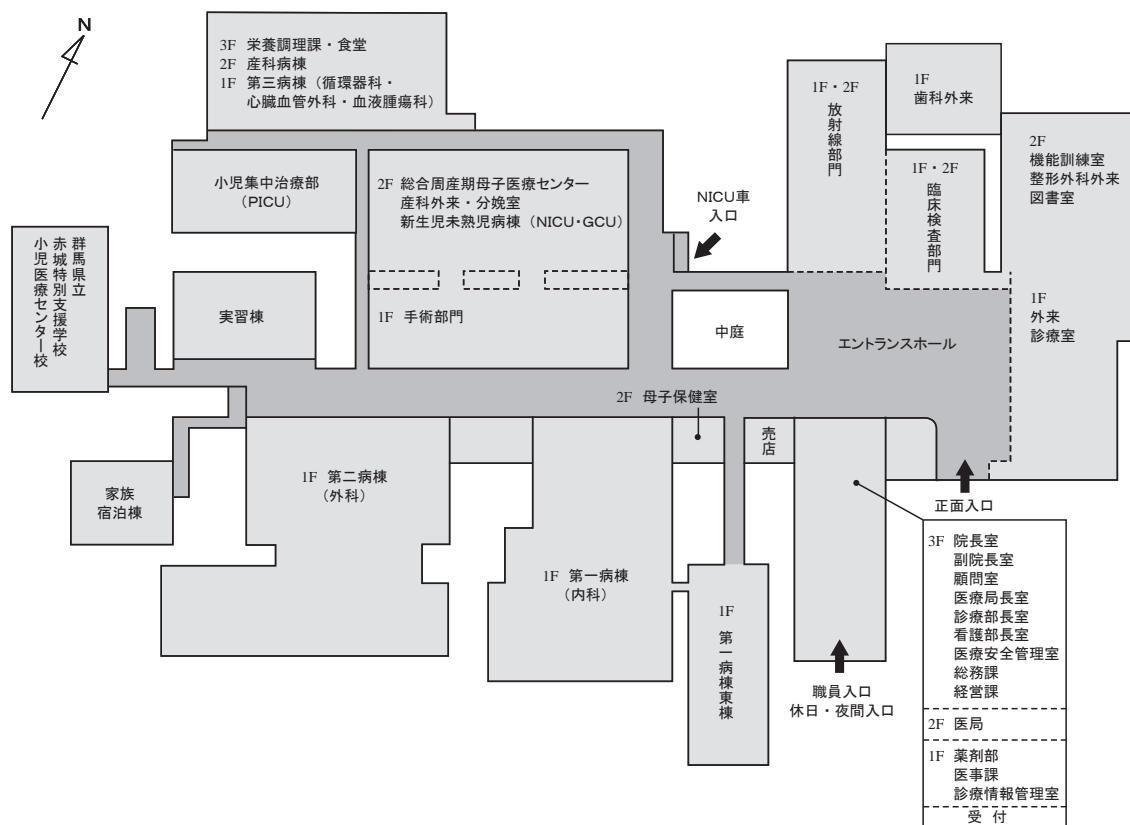 N
3F 栄養調理課・食堂
2F 産科病棟
1F 第三病棟（循環器科・
心臓血管外科・血液腫瘍科）
小児集中治療部
（PICU）
2F 総合周産期母子医療センター
産科外来・分娩室
新生児未熟児病棟（NICU・GCU）
1F 手術部門
NICU車
入口
1F・2F
放射線部門
1F
歯科外来
1F・2F
臨床検査部門
2F
機能訓練室
整形外科外来
図書室
1F
外来
診療室
群馬県立
赤城特別支援学校
小児医療センター校
実習棟
中庭
エントランスホール
2F 母子保健室
売店
家族
宿泊棟
1F 第二病棟
（外科）
1F 第一病棟
（内科）
1F
第一病棟東棟
正面入口
職員入口
休日・夜間入口
3F 院長室
副院長室
顧問室
医療局長室
診療部長室
看護部長室
医療安全管理室
総務課
経営課
2F 医局
1F 薬剤部
医事課
診療情報管理室
受 付